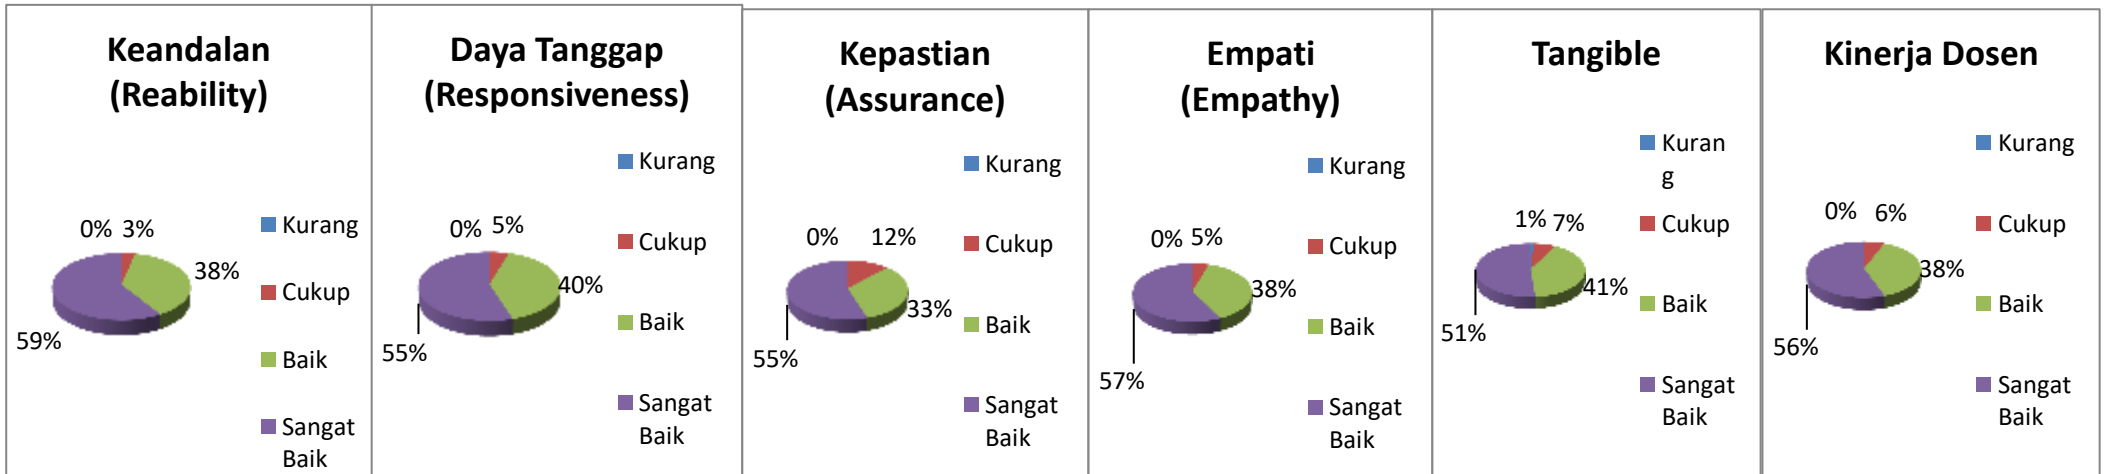 Keandalan
(Reability)
0% 3%
38%
59%
Kurang
Cukup
Baik
Sangat
Baik
Daya Tanggap
(Responsiveness)
0% 5%
40%
55%
Kurang
Cukup
Baik
Sangat
Baik
Kepastian
(Assurance)
0% 12%
33%
55%
Kurang
Cukup
Baik
Sangat
Baik
Empati
(Empathy)
0% 5%
38%
57%
Kurang
Cukup
Baik
Sangat
Baik
Tangible
1% 7%
41%
51%
Kuran
g
Cukup
Baik
Sangat
Baik
Kinerja Dosen
0% 6%
38%
56%
Kurang
Cukup
Baik
Sangat
Baik